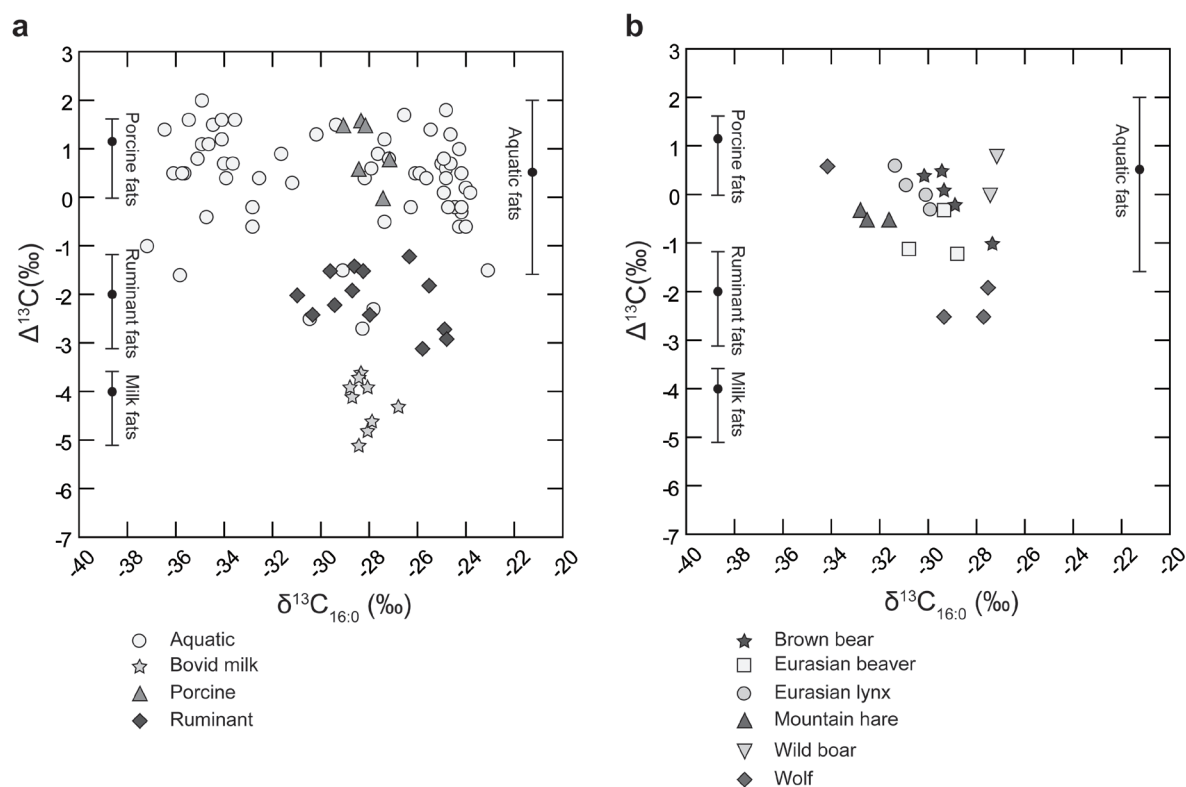 a
3
2
1
0
-1
-2
-3
-4
-5
-6
-7
Δ¹³C(‰)
Porcine fats
Ruminant fats
Milk fats
Aquatic fats
-40
-38
-36
-34
-32
-30
-28
-26
-24
-22
-20
δ¹³C₁₆:₀ (‰)
Aquatic
Bovid milk
Porcine
Ruminant
b
3
2
1
0
-1
-2
-3
-4
-5
-6
-7
Δ¹³C(‰)
Porcine fats
Ruminant fats
Milk fats
Aquatic fats
-40
-38
-36
-34
-32
-30
-28
-26
-24
-22
-20
δ¹³C₁₆:₀ (‰)
Brown bear
Eurasian beaver
Eurasian lynx
Mountain hare
Wild boar
Wolf